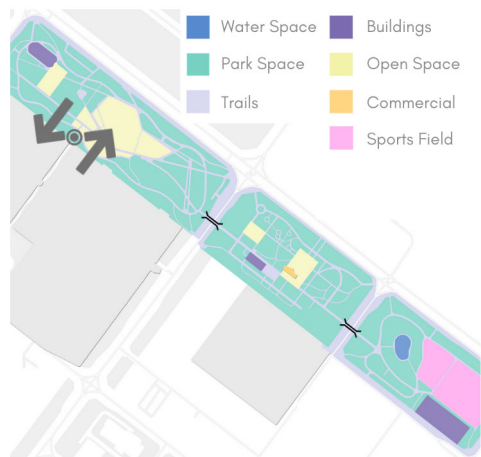 Water Space
Buildings
Park Space
Open Space
Trails
Commercial
Sports Field